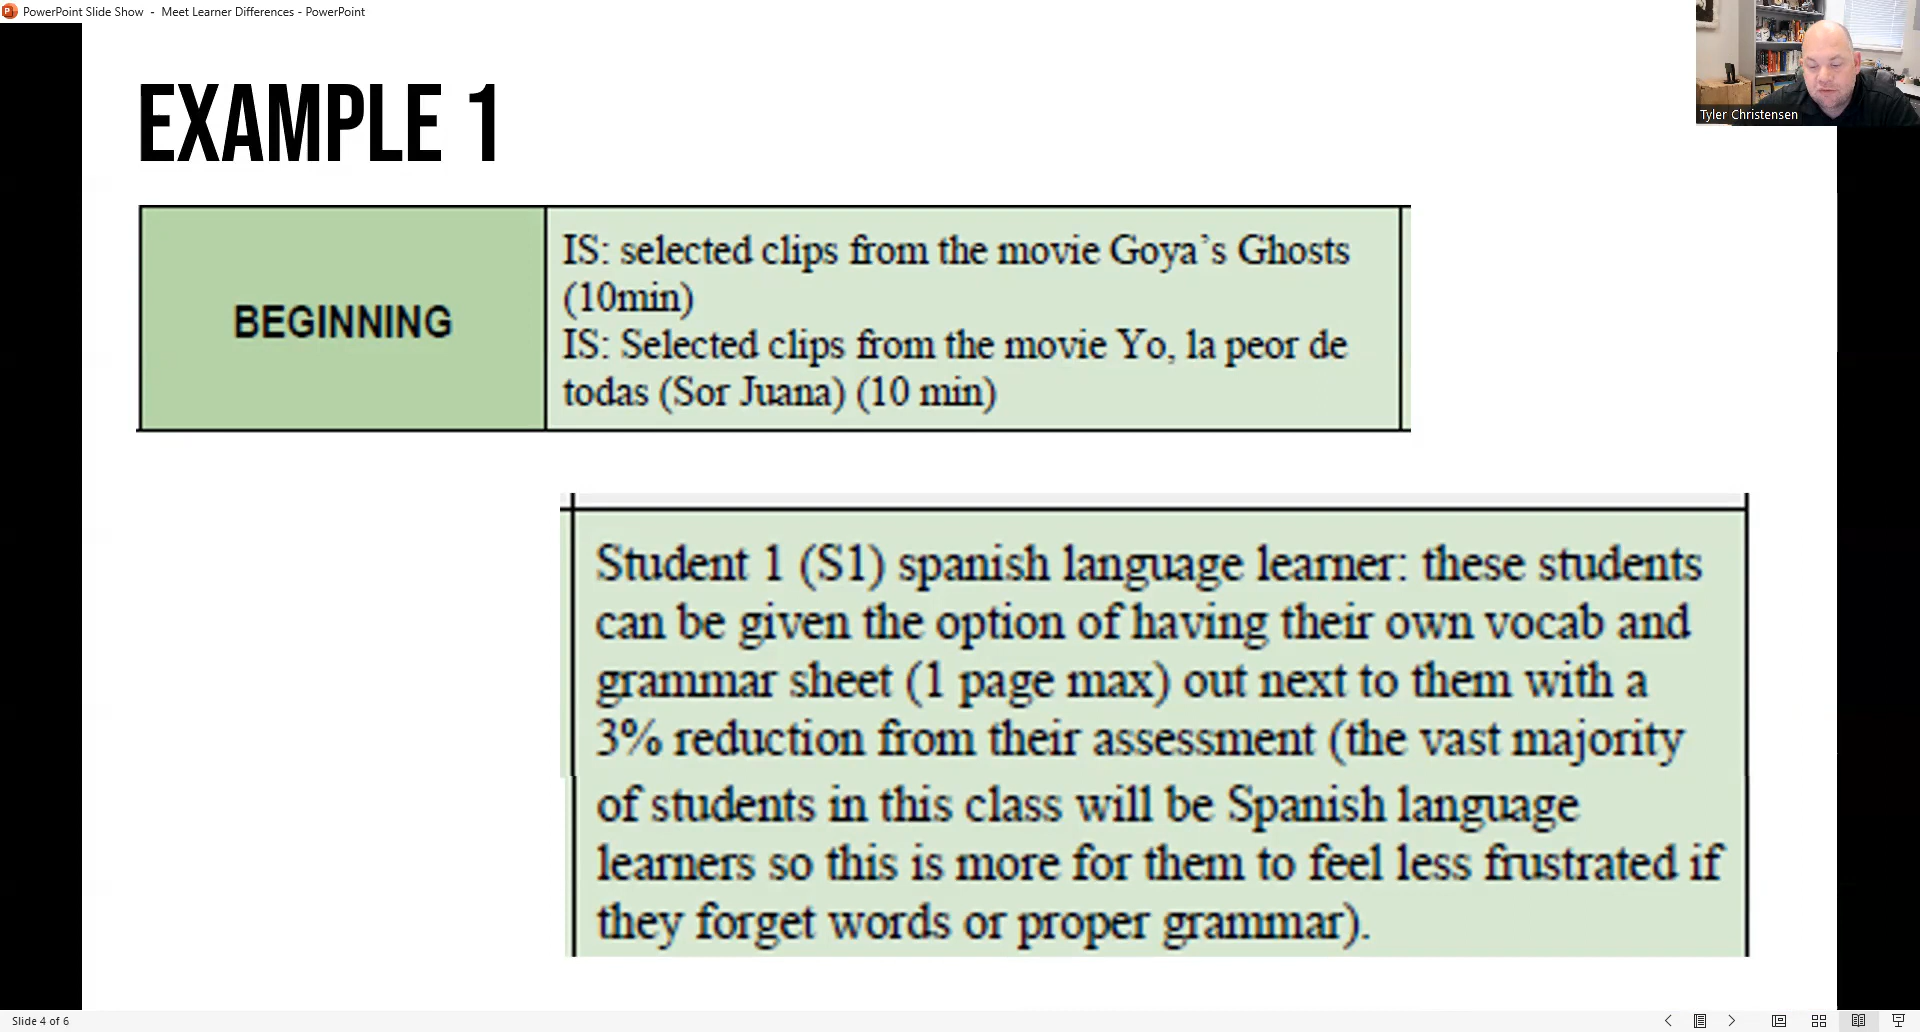 PowerPoint Slide Show - Meet Learner Differences - PowerPoint
Tyler Christensen
EXAMPLE 1
BEGINNING
IS: selected clips from the movie Goya’s Ghosts
(10min)
IS: Selected clips from the movie Yo, la peor de
todas (Sor Juana) (10 min)
Student 1 (S1) spanish language learner: these students
can be given the option of having their own vocab and
grammar sheet (1 page max) out next to them with a
3% reduction from their assessment (the vast majority
of students in this class will be Spanish language
learners so this is more for them to feel less frustrated if
they forget words or proper grammar).
Slide 4 of 6